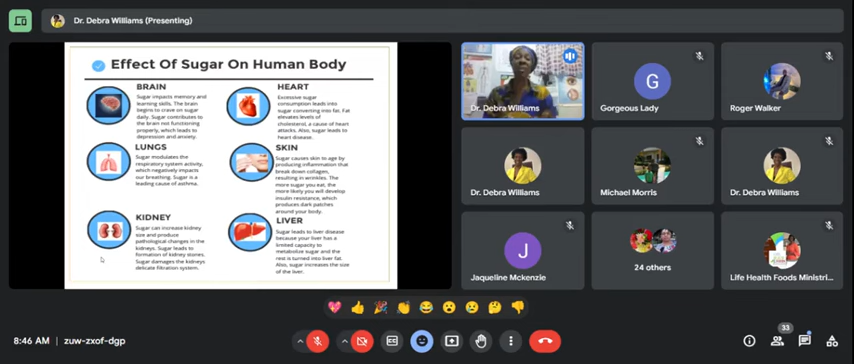 Dr. Debra Williams (Presenting)
Effect Of Sugar On Human Body
BRAIN
Sugar impacts memory and
learning skills. The brain
begins to crave on sugar
daily. Sugar contributes to
the brain not functioning
properly, which leads to
depression and anxiety.
HEART
Excessive sugar
consumption leads into
sugar converting into fat. Fat
elevates levels of
cholesterol, a cause of heart
attacks. Also, sugar leads to
heart disease.
LUNGS
Sugar modulates the
respiratory system activity,
which negatively impacts
our breathing. Sugar is a
leading cause of asthma.
SKIN
Sugar causes skin to age by
producing inflammation that
break down collages,
resulting in wrinkles. The
more sugar you eat, the
more likely you will develop
insulin resistance, which
produces dark patches
around your body.
KIDNEY
Sugar can increase kidney
size and produce
pathological changes in the
kidneys. Sugar leads to
formation of kidney stones.
Sugar damages the kidneys
delicate filtration system.
LIVER
Sugar leads to liver disease
because your liver has a
limited capacity to
metabolize sugar and the
rest is turned into liver fat.
Also, sugar increases the size
of the liver.
Dr. Debra Williams
G
Gorgeous Lady
Roger Walker
Dr. Debra Williams
Michael Morris
Dr. Debra Williams
J
Jaqueline Mckenzie
24 others
Life Health Foods Ministri...
8:46 AM | zuw-zxof-dgp
CC
33